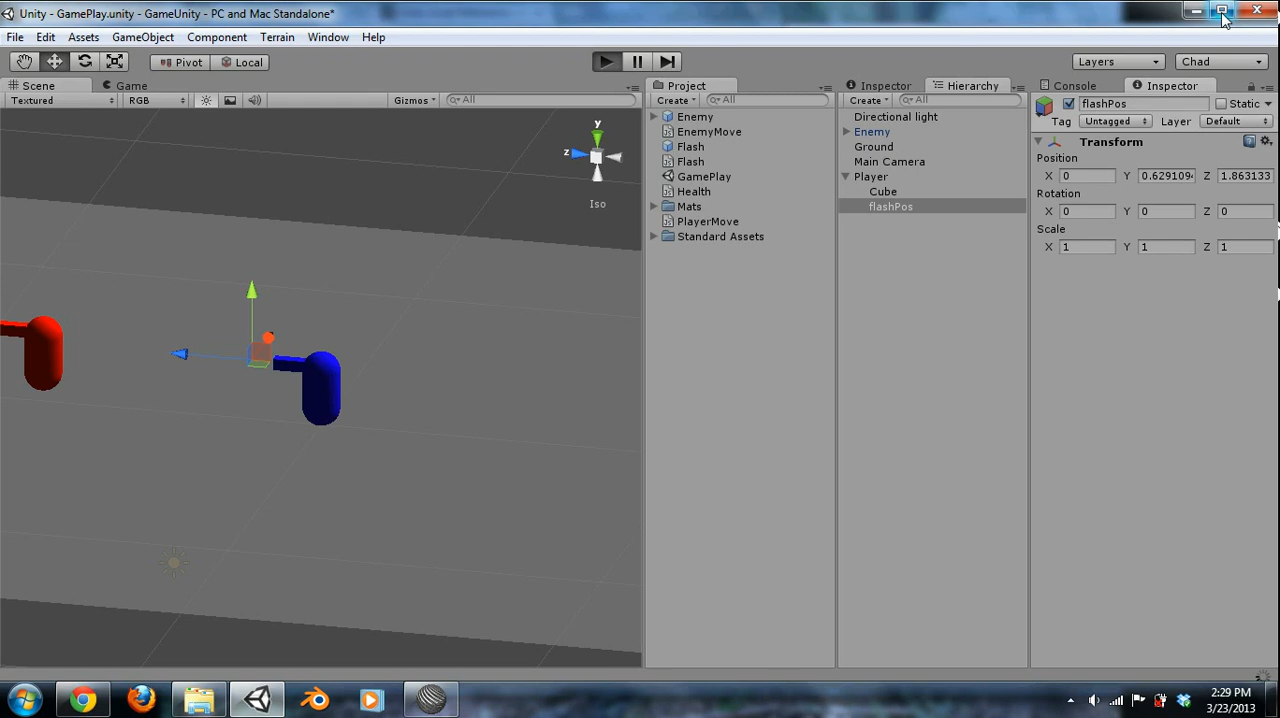 Unity - GamePlay.unity - GameUnity - PC and Mac Standalone*
File Edit Assets GameObject Component Terrain Window Help
Pivot Local Layers Chad
Scene Game
Textured RGB Gizmos All
y
z
Iso
Project
Create All
Enemy
EnemyMove
Flash
Flash
GamePlay
Health
Mats
PlayerMove
Standard Assets
Inspector Hierarchy
Create All
Directional light
Enemy
Ground
Main Camera
Player
Cube
flashPos
Console Inspector
flashPos Static
Tag Untagged Layer Default
Transform
Position
X 0 Y 0.629109 Z 1.863133
Rotation
X 0 Y 0 Z 0
Scale
X 1 Y 1 Z 1
2:29 PM
3/23/2013